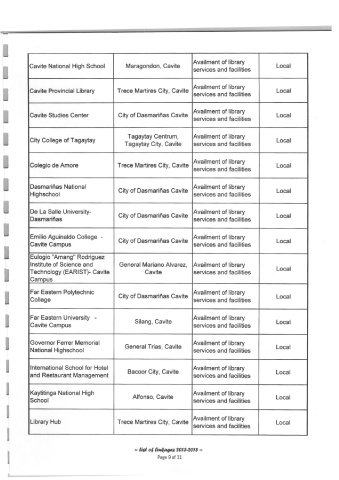 Cavite National High School Maragondon, Cavite Availment of library services and facilities Local
Cavite Provincial Library Trece Martires City, Cavite Availment of library services and facilities Local
Cavite Studies Center City of Dasmariñas Cavite Availment of library services and facilities Local
City College of Tagaytay Tagaytay Centrum, Tagaytay City, Cavite Availment of library services and facilities Local
Colegio de Amore Trece Martires City, Cavite Availment of library services and facilities Local
Dasmariñas National Highschool City of Dasmariñas Cavite Availment of library services and facilities Local
De La Salle University- Dasmariñas City of Dasmariñas Cavite Availment of library services and facilities Local
Emilio Aguinaldo College - Cavite Campus City of Dasmariñas Cavite Availment of library services and facilities Local
Eulogio "Amang" Rodriguez Institute of Science and Technology (EARIST)- Cavite Campus General Mariano Alvarez, Cavite Availment of library services and facilities Local
Far Eastern Polytechnic College City of Dasmariñas Cavite Availment of library services and facilities Local
Far Eastern University - Cavite Campus Silang, Cavite Availment of library services and facilities Local
Governor Ferrer Memorial National Highschool General Trias, Cavite Availment of library services and facilities Local
International School for Hotel and Restaurant Management Bacoor City, Cavite Availment of library services and facilities Local
Kaytitinga National High School Alfonso, Cavite Availment of library services and facilities Local
Library Hub Trece Martires City, Cavite Availment of library services and facilities Local
~ list of linkages 2013-2015 ~
Page 9 of 11